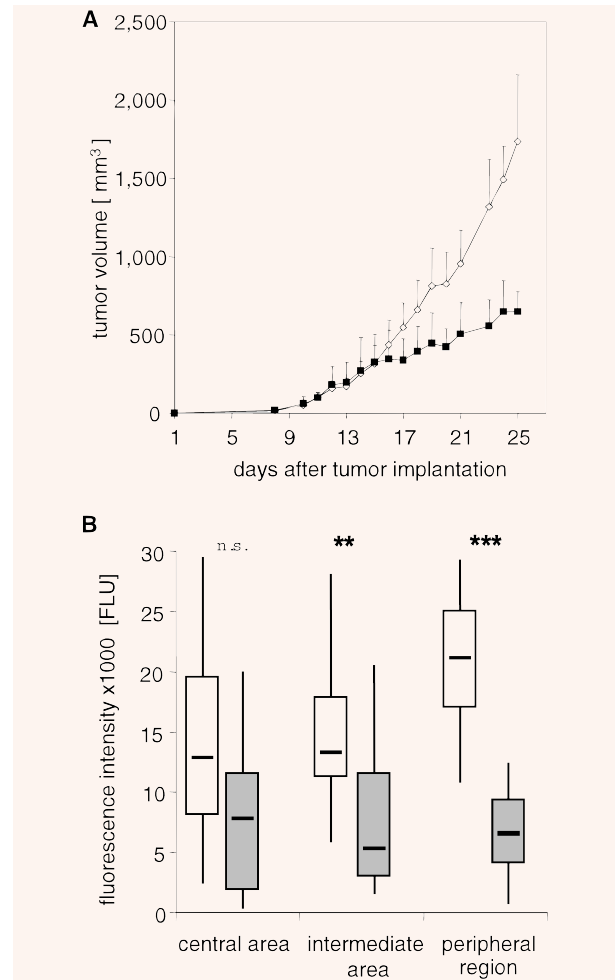 A
2,500
2,000
1,500
1,000
500
0
tumor volume [ mm³ ]
1 5 9 13 17 21 25
days after tumor implantation
B
n.s. ** ***
30
25
20
15
10
5
0
fluorescence intensity x1000 [FLU]
central area intermediate peripheral
area region